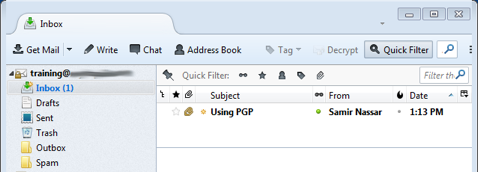 Inbox
Get Mail Write Chat Address Book Tag Decrypt Quick Filter
training@
Quick Filter: Filter th
Inbox (1)
Drafts
Sent
Trash
Outbox
Spam
Subject From Date
Using PGP Samir Nassar 1:13 PM